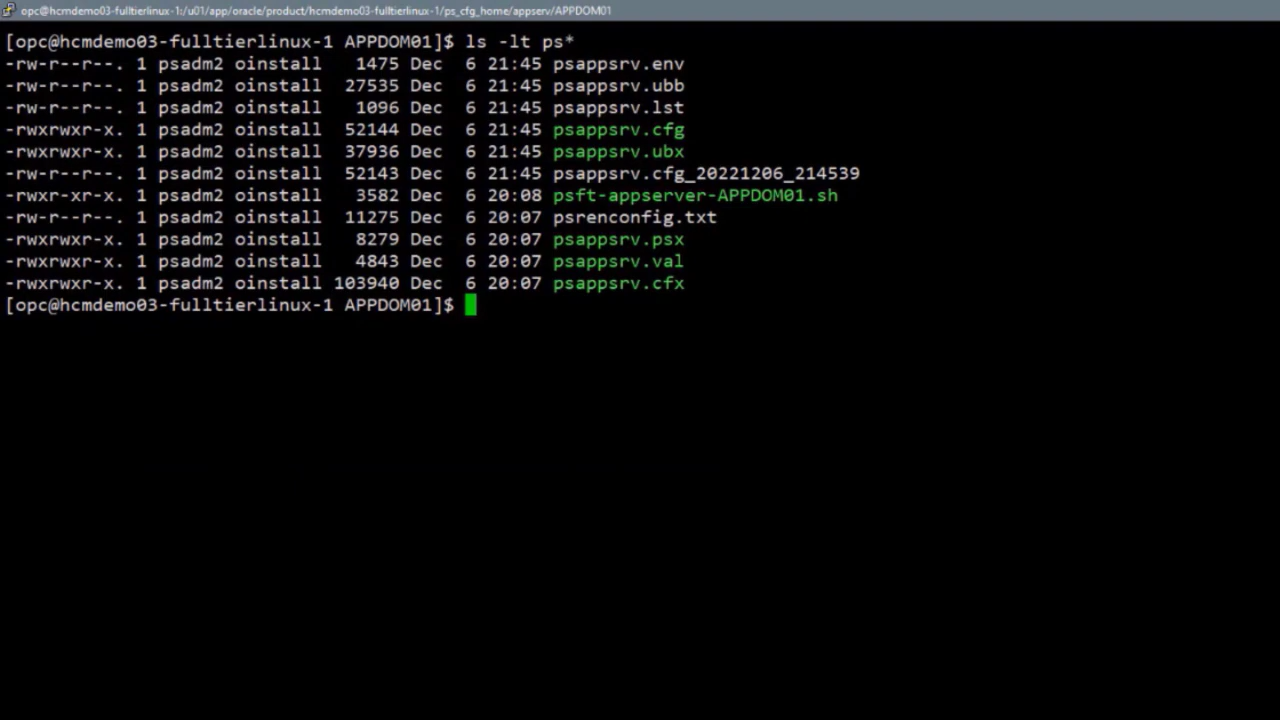 opc@hcmdemo03-fulltierlinux-1:/u01/app/oracle/product/hcmdemo03-fulltierlinux-1/ps_cfg_home/appserv/APPDOM01
[opc@hcmdemo03-fulltierlinux-1 APPDOM01]$ ls -lt ps*
-rw-r--r--. 1 psadm2 oinstall   1475 Dec  6 21:45 psappsrv.env
-rw-r--r--. 1 psadm2 oinstall  27535 Dec  6 21:45 psappsrv.ubb
-rw-r--r--. 1 psadm2 oinstall   1096 Dec  6 21:45 psappsrv.lst
-rwxrwxr-x. 1 psadm2 oinstall  52144 Dec  6 21:45 psappsrv.cfg
-rwxrwxr-x. 1 psadm2 oinstall  37936 Dec  6 21:45 psappsrv.ubx
-rw-r--r--. 1 psadm2 oinstall  52143 Dec  6 21:45 psappsrv.cfg_20221206_214539
-rwxr-xr-x. 1 psadm2 oinstall   3582 Dec  6 20:08 psft-appserver-APPDOM01.sh
-rw-r--r--. 1 psadm2 oinstall  11275 Dec  6 20:07 psrenconfig.txt
-rwxrwxr-x. 1 psadm2 oinstall   8279 Dec  6 20:07 psappsrv.psx
-rwxrwxr-x. 1 psadm2 oinstall   4843 Dec  6 20:07 psappsrv.val
-rwxrwxr-x. 1 psadm2 oinstall 103940 Dec  6 20:07 psappsrv.cfx
[opc@hcmdemo03-fulltierlinux-1 APPDOM01]$